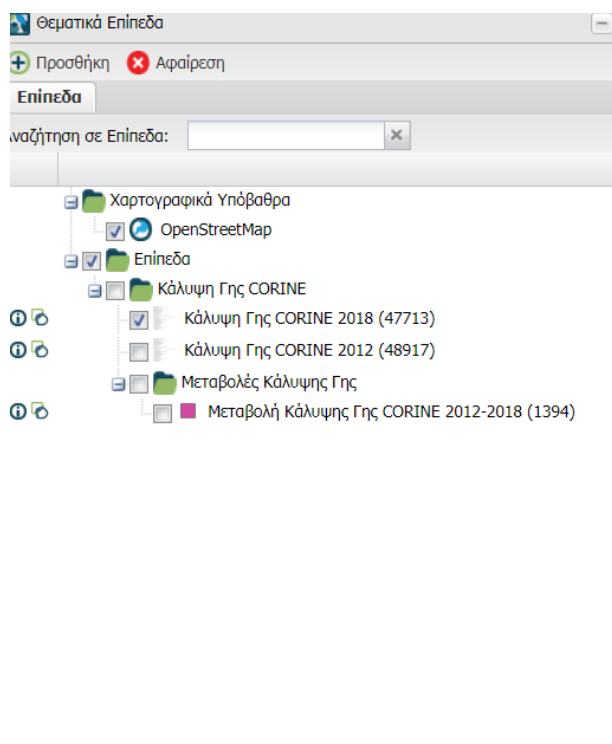 Θεματικά Επίπεδα
Προσθήκη Αφαίρεση
Επίπεδα
Αναζήτηση σε Επίπεδα:
Χαρτογραφικά Υπόβαθρα
OpenStreetMap
Επίπεδα
Κάλυψη Γης CORINE
Κάλυψη Γης CORINE 2018 (47713)
Κάλυψη Γης CORINE 2012 (48917)
Μεταβολές Κάλυψης Γης
Μεταβολή Κάλυψης Γης CORINE 2012-2018 (1394)